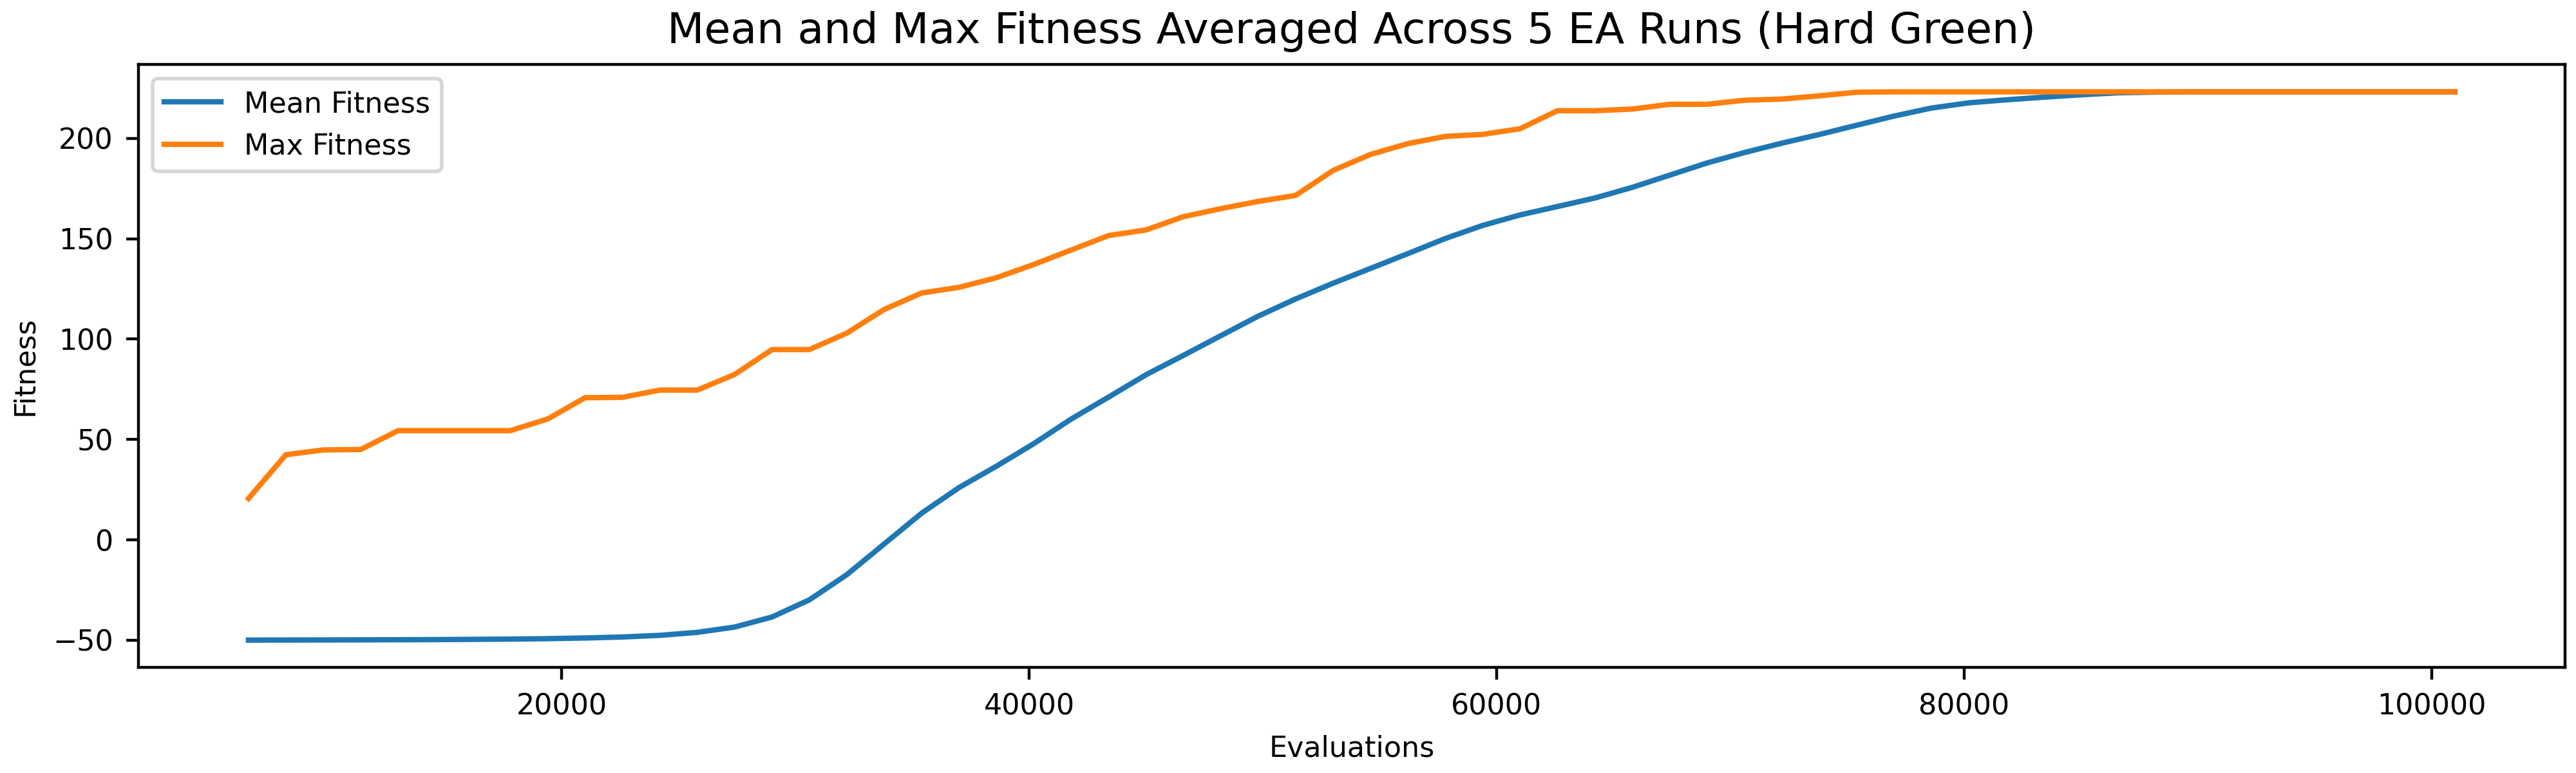 Mean and Max Fitness Averaged Across 5 EA Runs (Hard Green)
Mean Fitness
Max Fitness
Fitness
200
150
100
50
0
−50
20000 40000 60000 80000 100000
Evaluations